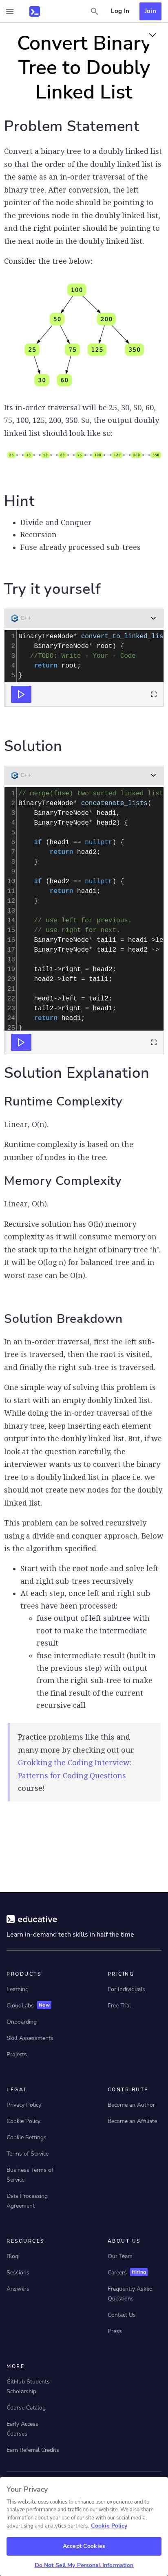 Log In
Join
Convert Binary
Tree to Doubly
Linked List
Problem Statement
Convert a binary tree to a doubly linked list
so that the order of the doubly linked list is
the same as an in-order traversal of the
binary tree. After conversion, the left
pointer of the node should be pointing to
the previous node in the doubly linked list,
and the right pointer should be pointing to
the next node in the doubly linked list.
Consider the tree below:
100
50
200
25
75
125
350
30
60
Its in-order traversal will be 25, 30, 50, 60,
75, 100, 125, 200, 350. So the output doubly
linked list should look like so:
25 30 50 60 75 100 125 200 350
Hint
Divide and Conquer
Recursion
Fuse already processed sub-trees
Try it yourself
C++
1 BinaryTreeNode* convert_to_linked_lis
2 BinaryTreeNode* root) {
3 //TODO: Write - Your - Code
4 return root;
5 }
Solution
C++
1 // merge(fuse) two sorted linked list
2 BinaryTreeNode* concatenate_lists(
3 BinaryTreeNode* head1,
4 BinaryTreeNode* head2) {
5
6 if (head1 == nullptr) {
7 return head2;
8 }
9
10 if (head2 == nullptr) {
11 return head1;
12 }
13
14 // use left for previous.
15 // use right for next.
16 BinaryTreeNode* tail1 = head1->le
17 BinaryTreeNode* tail2 = head2 ->
18
19 tail1->right = head2;
20 head2->left = tail1;
21
22 head1->left = tail2;
23 tail2->right = head1;
24 return head1;
25 }
Solution Explanation
Runtime Complexity
Linear, O(n).
Runtime complexity is based on the
number of nodes in the tree.
Memory Complexity
Linear, O(h).
Recursive solution has O(h) memory
complexity as it will consume memory on
the stack up to the height of binary tree ‘h’.
It will be O(log n) for balanced tree and in
worst case can be O(n).
Solution Breakdown
In an in-order traversal, first the left sub-
tree is traversed, then the root is visited,
and finally the right sub-tree is traversed.
One simple way of solving this problem is
to start with an empty doubly linked list.
While doing the in-order traversal of the
binary tree, keep inserting each element
output into the doubly linked list. But, if we
look at the question carefully, the
interviewer wants us to convert the binary
tree to a doubly linked list in-place i.e. we
should not create new nodes for the doubly
linked list.
This problem can be solved recursively
using a divide and conquer approach. Below
is the algorithm specified.
Start with the root node and solve left
and right sub-trees recursively
At each step, once left and right sub-
trees have been processed:
fuse output of left subtree with
root to make the intermediate
result
fuse intermediate result (built in
the previous step) with output
from the right sub-tree to make
the final result of the current
recursive call
Practice problems like this and
many more by checking out our
Grokking the Coding Interview:
Patterns for Coding Questions
course!
educative
Learn in-demand tech skills in half the time
PRODUCTS
Learning
CloudLabs New
Onboarding
Skill Assessments
Projects
PRICING
For Individuals
Free Trial
LEGAL
Privacy Policy
Cookie Policy
Cookie Settings
Terms of Service
Business Terms of
Service
Data Processing
Agreement
CONTRIBUTE
Become an Author
Become an Affiliate
RESOURCES
Blog
Sessions
Answers
ABOUT US
Our Team
Careers Hiring
Frequently Asked
Questions
Contact Us
Press
MORE
GitHub Students
Scholarship
Course Catalog
Early Access
Courses
Earn Referral Credits
Your Privacy
This website uses cookies to enhance user experience and to
analyze performance and traffic on our website. We also share
information about your use of our site with our social media,
advertising and analytics partners. Cookie Policy
Accept Cookies
Do Not Sell My Personal Information